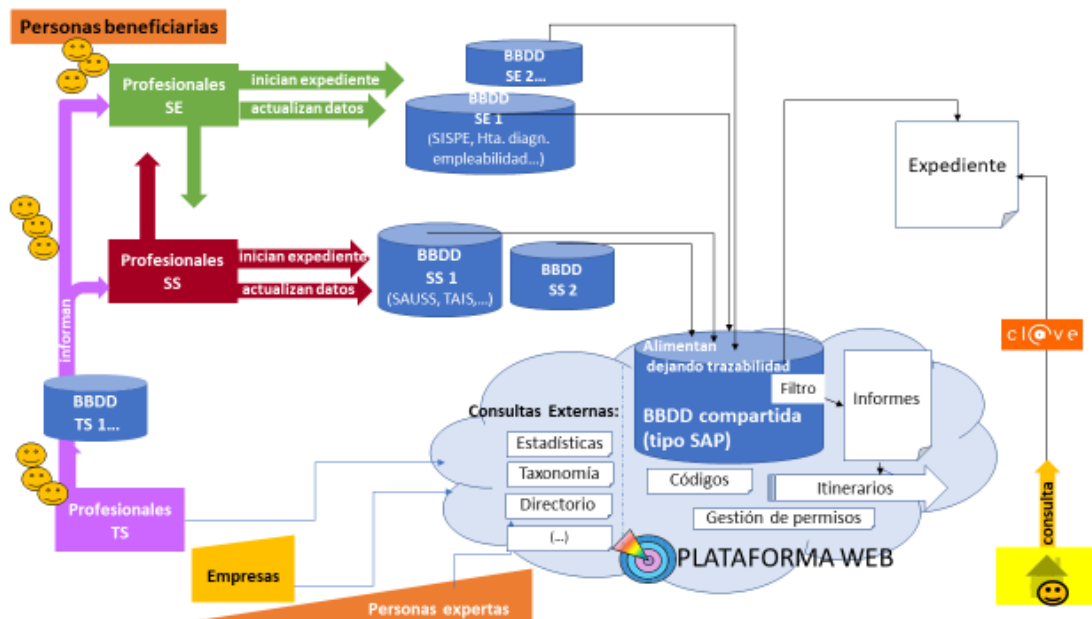 Personas beneficiarias
Profesionales
SE
inician expediente
actualizan datos
BBDD
SE 2...
BBDD
SE 1
(SISPE, Hta. diagn.
empleabilidad...)
Expediente
Profesionales
SS
inician expediente
actualizan datos
BBDD
SS 1
(SAUSS, TAIS,...)
BBDD
SS 2
informan
cl@ve
BBDD
TS 1...
Alimentan
dejando trazabilidad
Filtro
BBDD compartida
(tipo SAP)
Informes
Consultas Externas:
Estadísticas
Taxonomía
Directorio
(...)
Códigos
Itinerarios
Gestión de permisos
PLATAFORMA WEB
Profesionales
TS
Empresas
Personas expertas
consulta